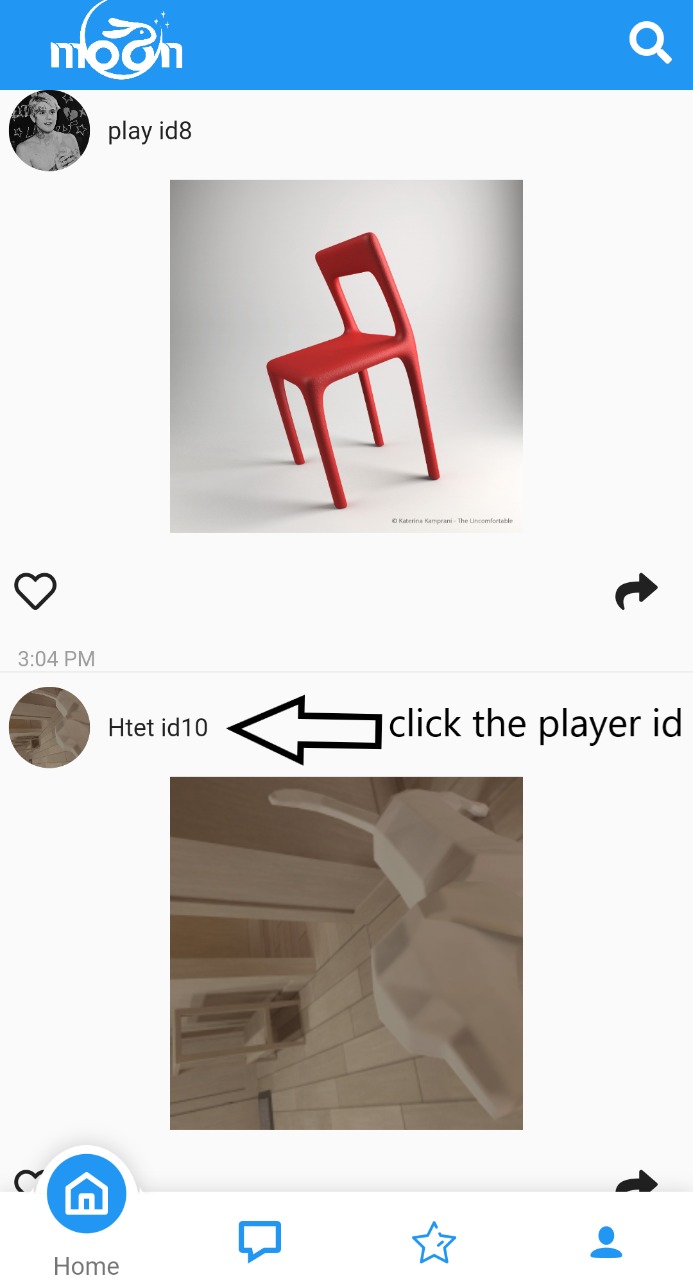 moon
play id8
© Katerina Kamprani - The Uncomfortable
3:04 PM
Htet id10
click the player id
Home